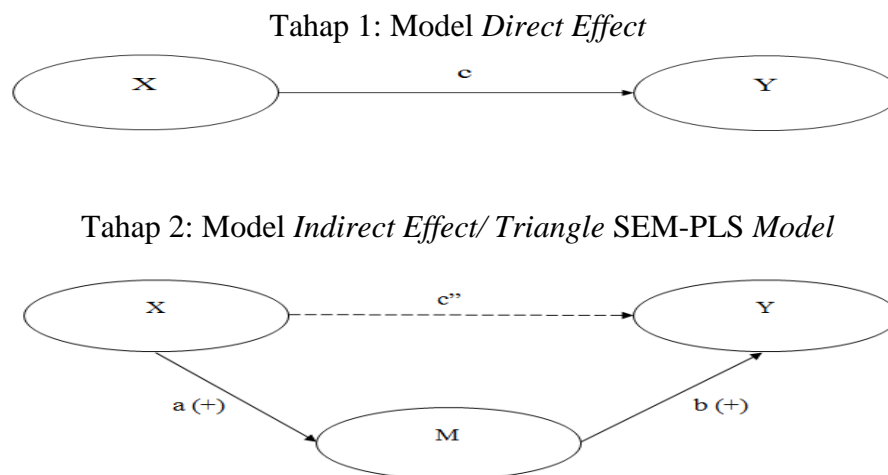 Tahap 1: Model Direct Effect
X
c
Y
Tahap 2: Model Indirect Effect/ Triangle SEM-PLS Model
X
c”
Y
a (+)
b (+)
M